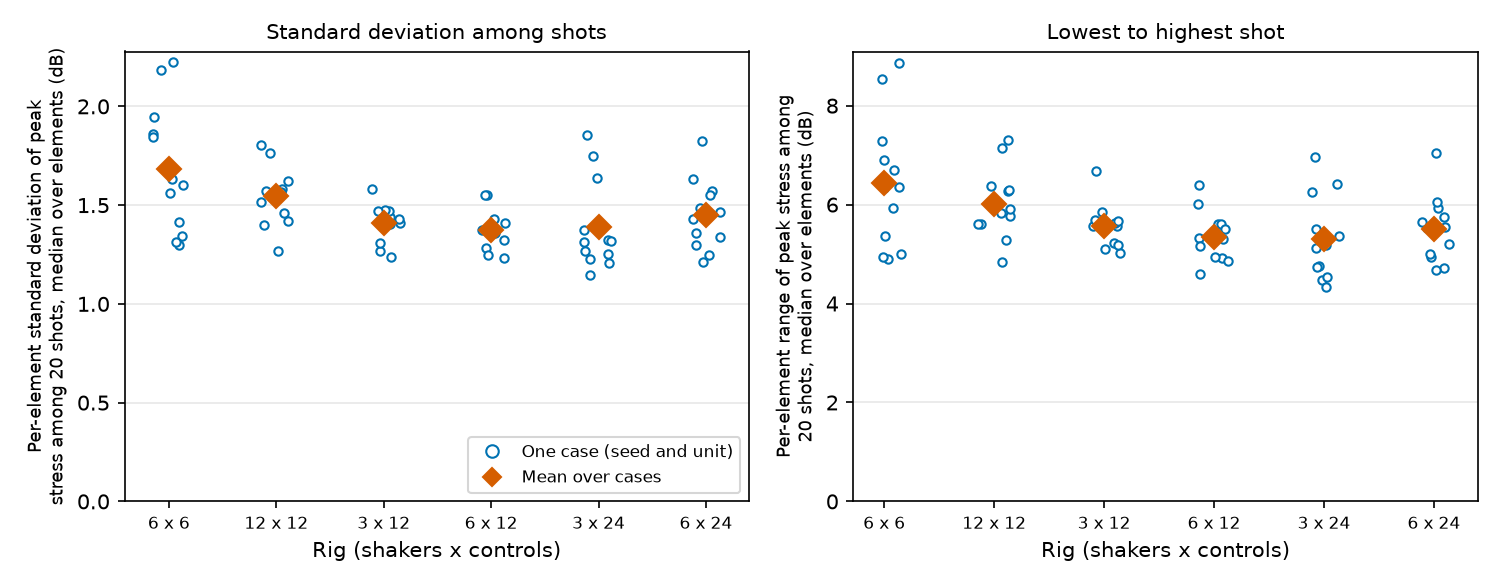 Standard deviation among shots
Per-element standard deviation of peak
stress among 20 shots, median over elements (dB)
2.0
1.5
1.0
0.5
0.0
One case (seed and unit)
Mean over cases
6 x 6
12 x 12
3 x 12
6 x 12
3 x 24
6 x 24
Rig (shakers x controls)
Lowest to highest shot
Per-element range of peak stress among
20 shots, median over elements (dB)
8
6
4
2
0
6 x 6
12 x 12
3 x 12
6 x 12
3 x 24
6 x 24
Rig (shakers x controls)